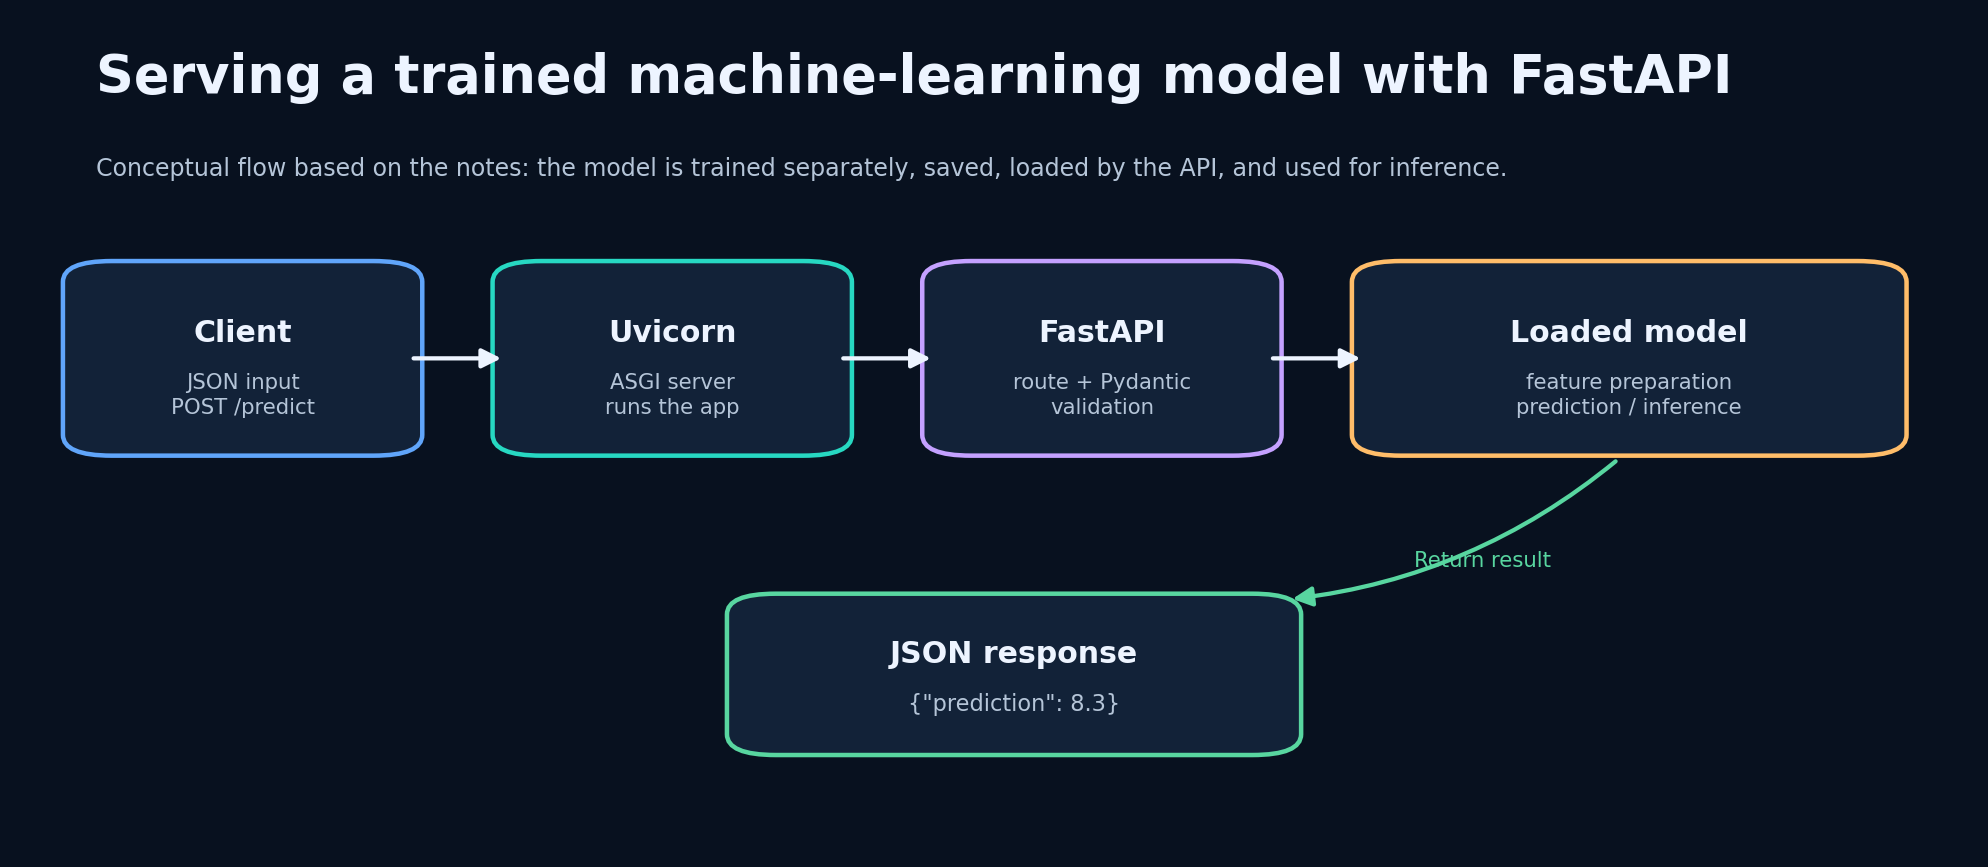 Serving a trained machine-learning model with FastAPI
Conceptual flow based on the notes: the model is trained separately, saved, loaded by the API, and used for inference.
Client
JSON input
POST /predict
Uvicorn
ASGI server
runs the app
FastAPI
route + Pydantic
validation
Loaded model
feature preparation
prediction / inference
Return result
JSON response
{"prediction": 8.3}